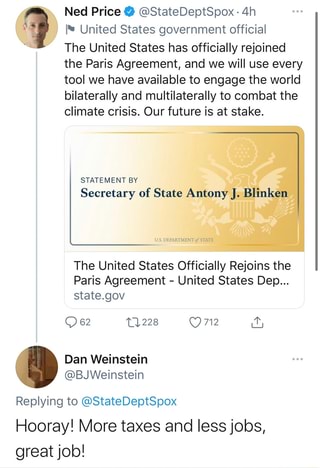 Ned Price @StateDeptSpox · 4h
United States government official
The United States has officially rejoined
the Paris Agreement, and we will use every
tool we have available to engage the world
bilaterally and multilaterally to combat the
climate crisis. Our future is at stake.
STATEMENT BY
Secretary of State Antony J. Blinken
U.S. DEPARTMENT of STATE
The United States Officially Rejoins the
Paris Agreement - United States Dep...
state.gov
62 228 712
Dan Weinstein
@BJWeinstein
Replying to @StateDeptSpox
Hooray! More taxes and less jobs,
great job!